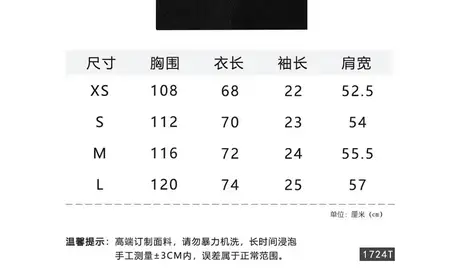 尺寸 胸围 衣长 袖长 肩宽
XS 108 68 22 52.5
S 112 70 23 54
M 116 72 24 55.5
L 120 74 25 57
单位：厘米（cm）
温馨提示：高端订制面料，请勿暴力机洗，长时间浸泡
手工测量±3CM内，误差属于正常范围。
1724T